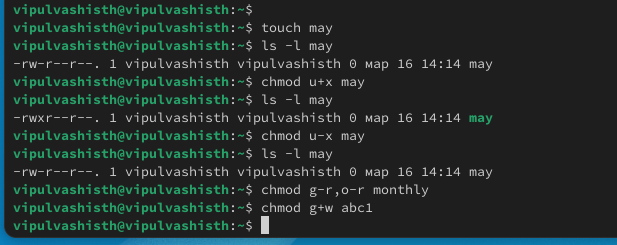 vipulvashisth@vipulvashisth:~$
vipulvashisth@vipulvashisth:~$ touch may
vipulvashisth@vipulvashisth:~$ ls -l may
-rw-r--r--. 1 vipulvashisth vipulvashisth 0 мар 16 14:14 may
vipulvashisth@vipulvashisth:~$ chmod u+x may
vipulvashisth@vipulvashisth:~$ ls -l may
-rwxr--r--. 1 vipulvashisth vipulvashisth 0 мар 16 14:14 may
vipulvashisth@vipulvashisth:~$ chmod u-x may
vipulvashisth@vipulvashisth:~$ ls -l may
-rw-r--r--. 1 vipulvashisth vipulvashisth 0 мар 16 14:14 may
vipulvashisth@vipulvashisth:~$ chmod g-r,o-r monthly
vipulvashisth@vipulvashisth:~$ chmod g+w abc1
vipulvashisth@vipulvashisth:~$